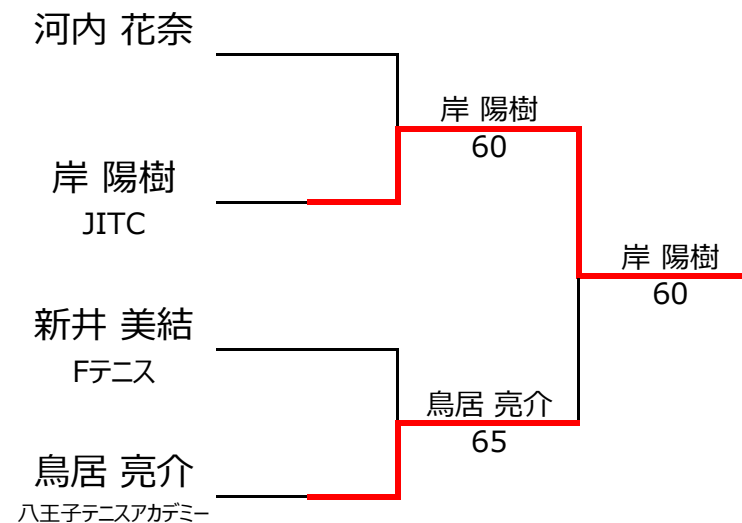 河内 花奈
岸 陽樹
60
岸 陽樹
JITC
岸 陽樹
60
新井 美結
Fテニス
鳥居 亮介
65
鳥居 亮介
八王子テニスアカデミー